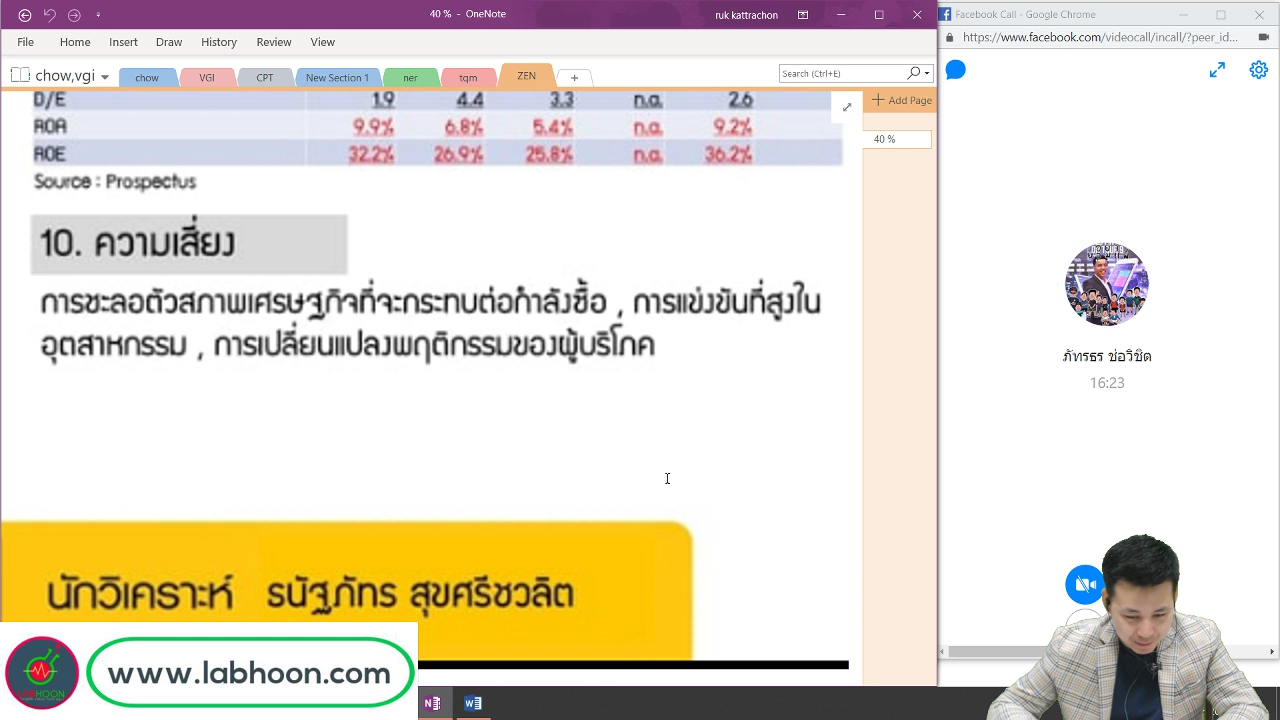 40 % - OneNote
ruk kattrachon
Facebook Call - Google Chrome
File Home Insert Draw History Review View
https://www.facebook.com/videocall/incall/?peer_id...
chow,vgi
chow VGI CPT New Section 1 ner tqm ZEN +
Search (Ctrl+E)
+ Add Page
40 %
D/E 1.9 4.4 3.3 n.a. 2.6
ROA 9.9% 6.8% 5.4% n.a. 9.2%
ROE 32.2% 26.9% 25.8% n.a. 36.2%
Source : Prospectus
10. ความเสี่ยง
การชะลอตัวสภาพเศรษฐกิจที่จะกระทบต่อกำลังซื้อ , การแข่งขันที่สูงใน
อุตสาหกรรม , การเปลี่ยนแปลงพฤติกรรมของผู้บริโภค
ภัทรธร ช่อวิชิต
16:23
นักวิเคราะห์ ธนัฐภัทร สุขศรีชวลิต
LABHOON
www.labhoon.com